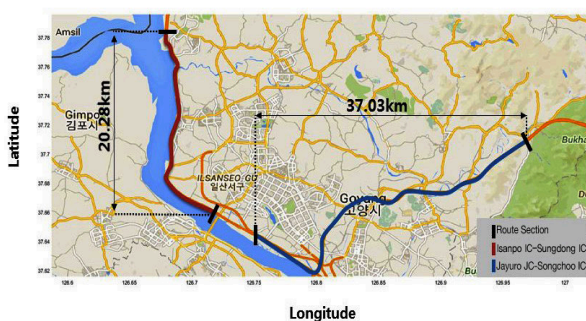 Latitude
37.78
37.76
37.74
37.72
37.7
37.68
37.66
37.64
37.62
Amsil
Gimpo
김포시
20.28km
37.03km
ILSANSEO-GU
일산서구
Goyang
고양시
Bukha
Route Section
Isanpo IC-Sungdong IC
Jayuro JC-Songchoo IC
126.6
126.65
126.7
126.75
126.8
126.85
126.9
126.95
127
Longitude